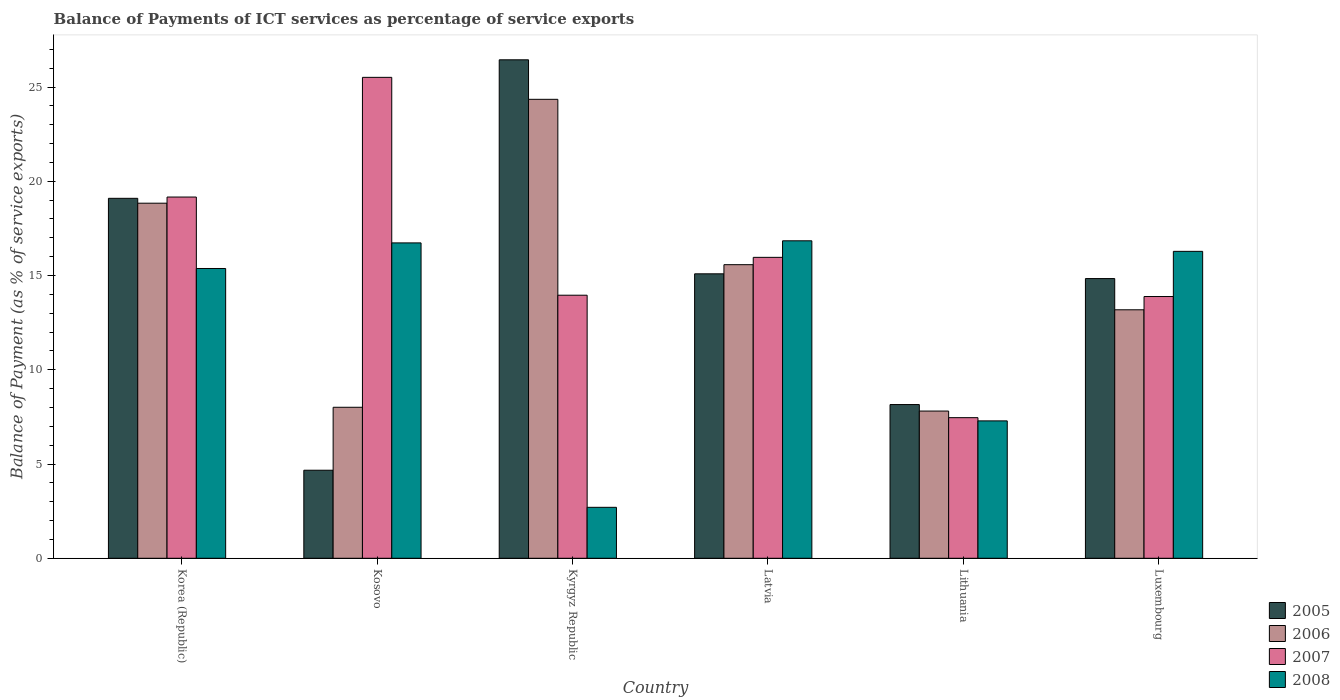 Balance of Payments of ICT services as percentage of service exports
Balance of Payment (as % of service exports)
25
20
15
10
5
0
Korea (Republic)
Kosovo
Kyrgyz Republic
Latvia
Lithuania
Luxembourg
Country
2005
2006
2007
2008